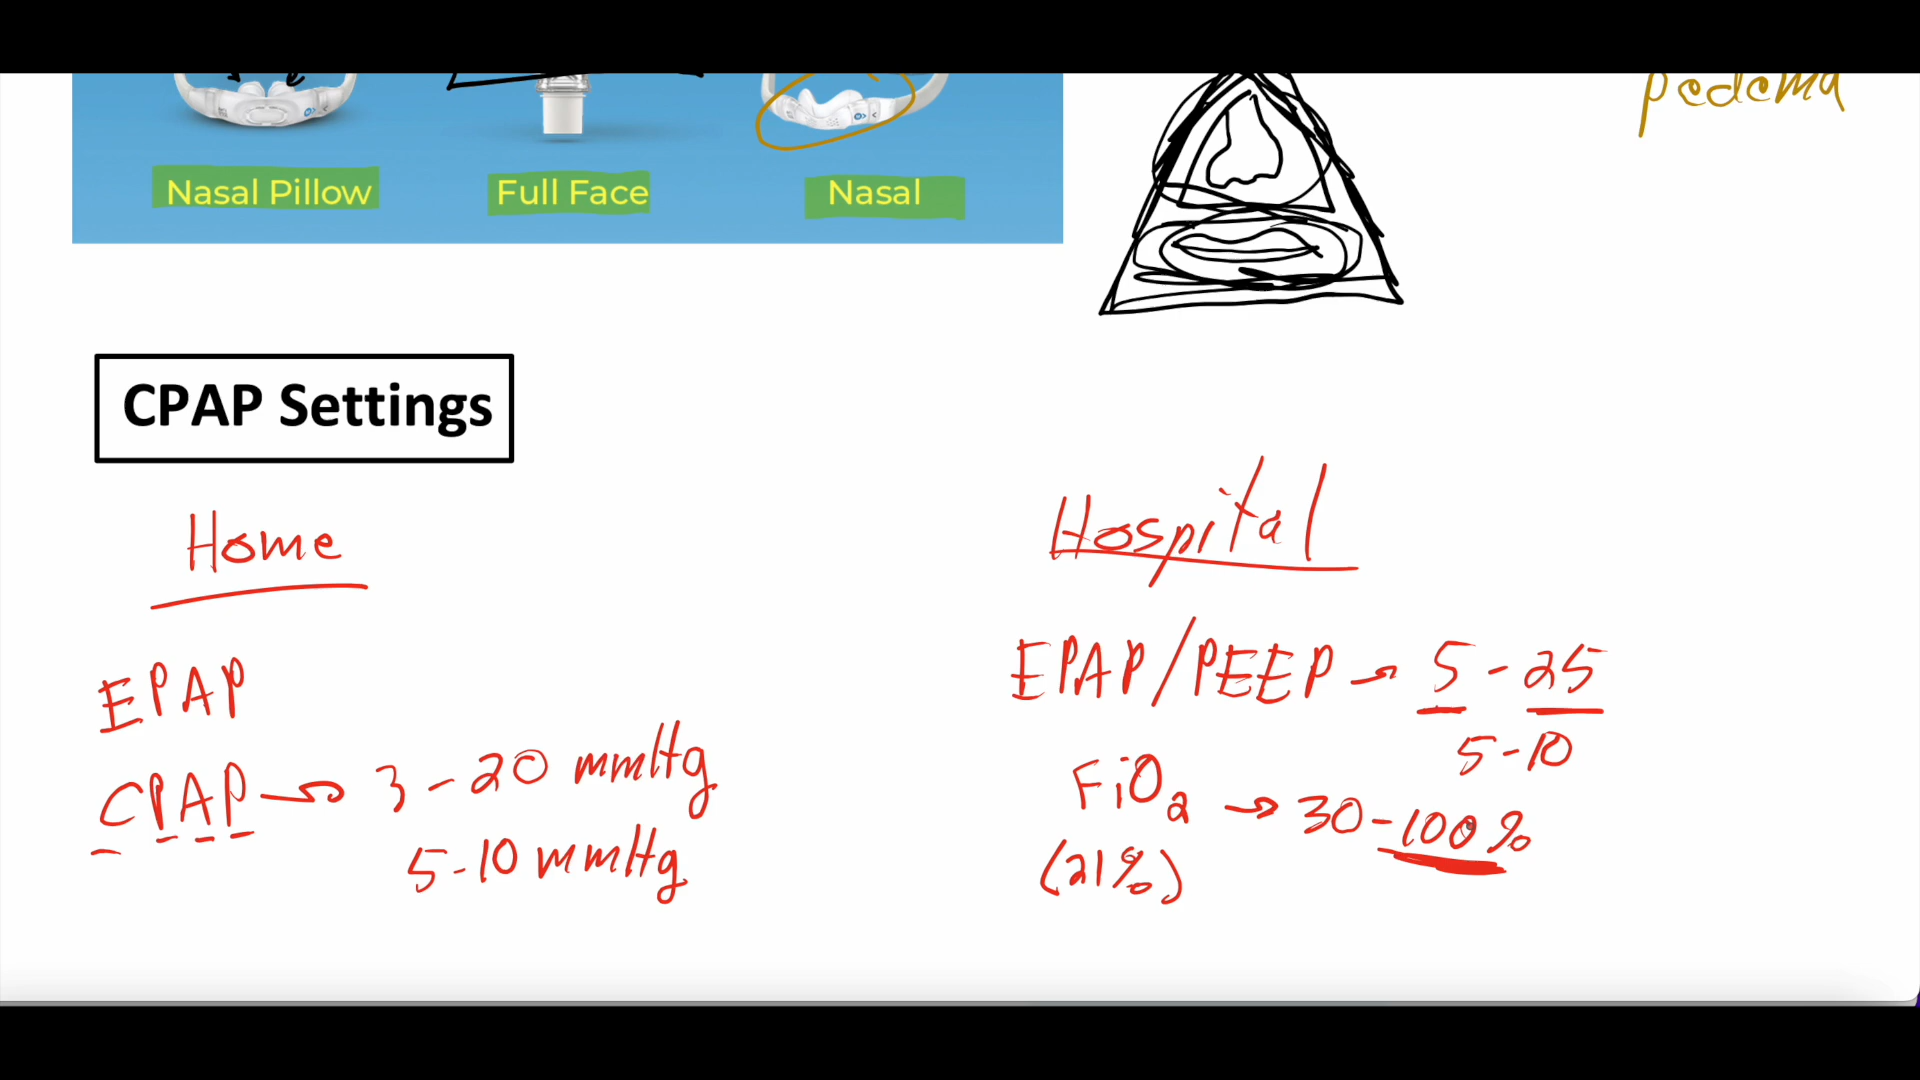 pedema
Nasal Pillow
Full Face
Nasal
CPAP Settings
Home
EPAP
CPAP → 3 - 20 mmHg
5-10 mmHg
Hospital
EPAP/PEEP → 5 - 25
5-10
FiO2 → 30-100%
(21%)